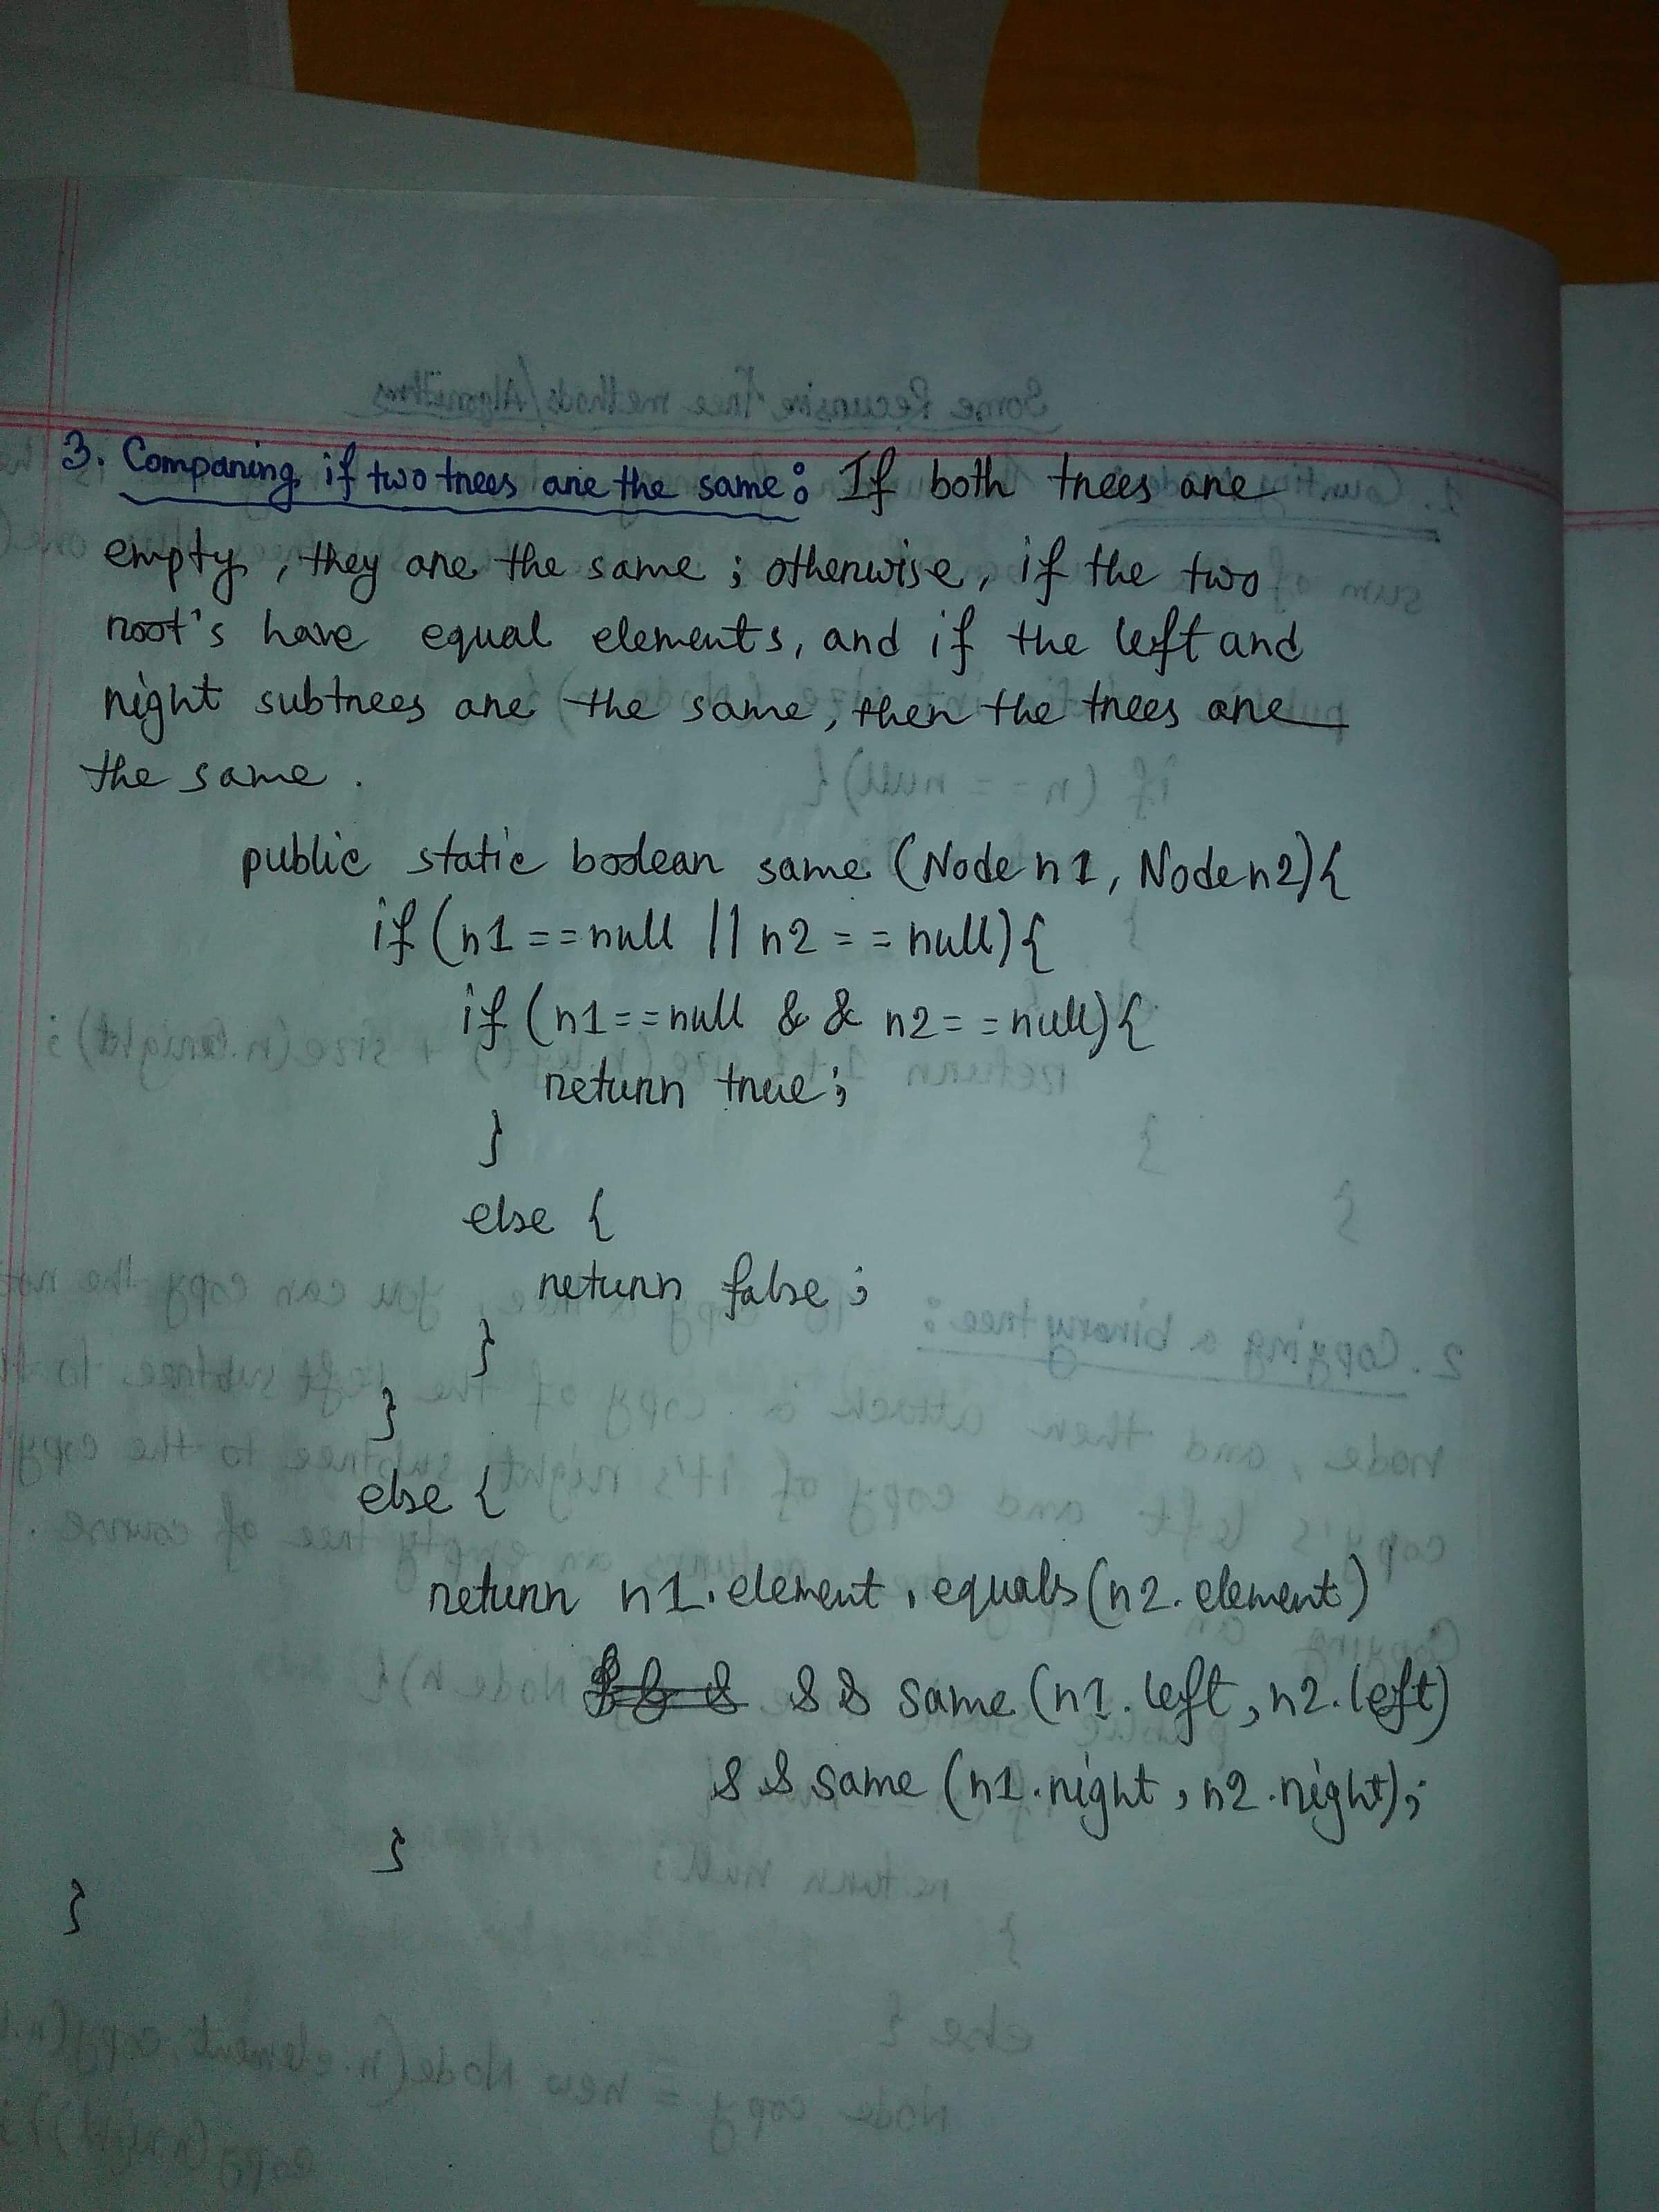 3. Comparing if two trees are the same: If both trees are
empty, they are the same; otherwise, if the two
root's have equal elements, and if the left and
right subtrees are the same, then the trees are
the same.
public static boolean same (Node n1, Node n2){
if (n1 == null || n2 == null){
if (n1 == null && n2 == null){
return true;
}
else {
return false;
}
}
else {
return n1.element.equals(n2.element)
&& same (n1.left, n2.left)
&& same (n1.right, n2.right);
}
}